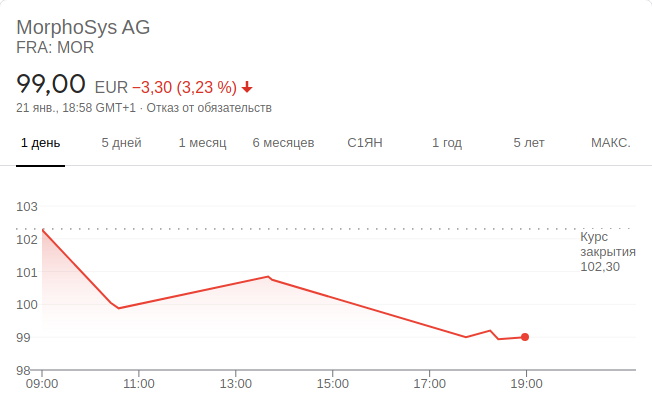 MorphoSys AG
FRA: MOR
99,00 EUR −3,30 (3,23 %)
21 янв., 18:58 GMT+1 · Отказ от обязательств
1 день 5 дней 1 месяц 6 месяцев С1ЯН 1 год 5 лет МАКС.
103
102
101
100
99
98
Курс
закрытия
102,30
09:00 11:00 13:00 15:00 17:00 19:00